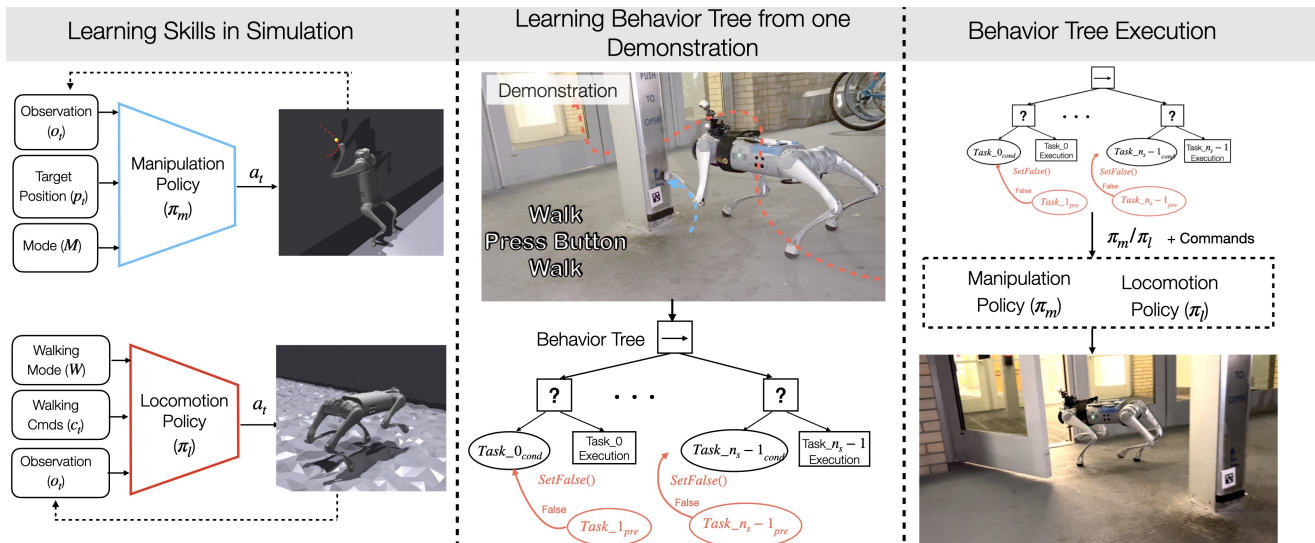 Learning Skills in Simulation
Observation
(o_t)
Target
Position (p_t)
Mode (M)
Manipulation
Policy
(π_m)
a_t
Walking
Mode (W)
Walking
Cmds (c_t)
Observation
(o_t)
Locomotion
Policy
(π_l)
a_t
Learning Behavior Tree from one
Demonstration
Demonstration
PUSH
TO
OPEN
Walk
Press Button
Walk
Behavior Tree
→
?
. . .
?
Task_0_cond
Task_0
Execution
Task_n_s − 1_cond
Task_n_s − 1
Execution
SetFalse()
SetFalse()
False
False
Task_1_pre
Task_n_s − 1_pre
Behavior Tree Execution
→
?
. . .
?
Task_0_cond
Task_0
Execution
Task_n_s − 1_cond
Task_n_s − 1
Execution
SetFalse()
SetFalse()
False
False
Task_1_pre
Task_n_s − 1_pre
π_m/π_l + Commands
Manipulation
Policy (π_m)
Locomotion
Policy (π_l)
TO
OPEN